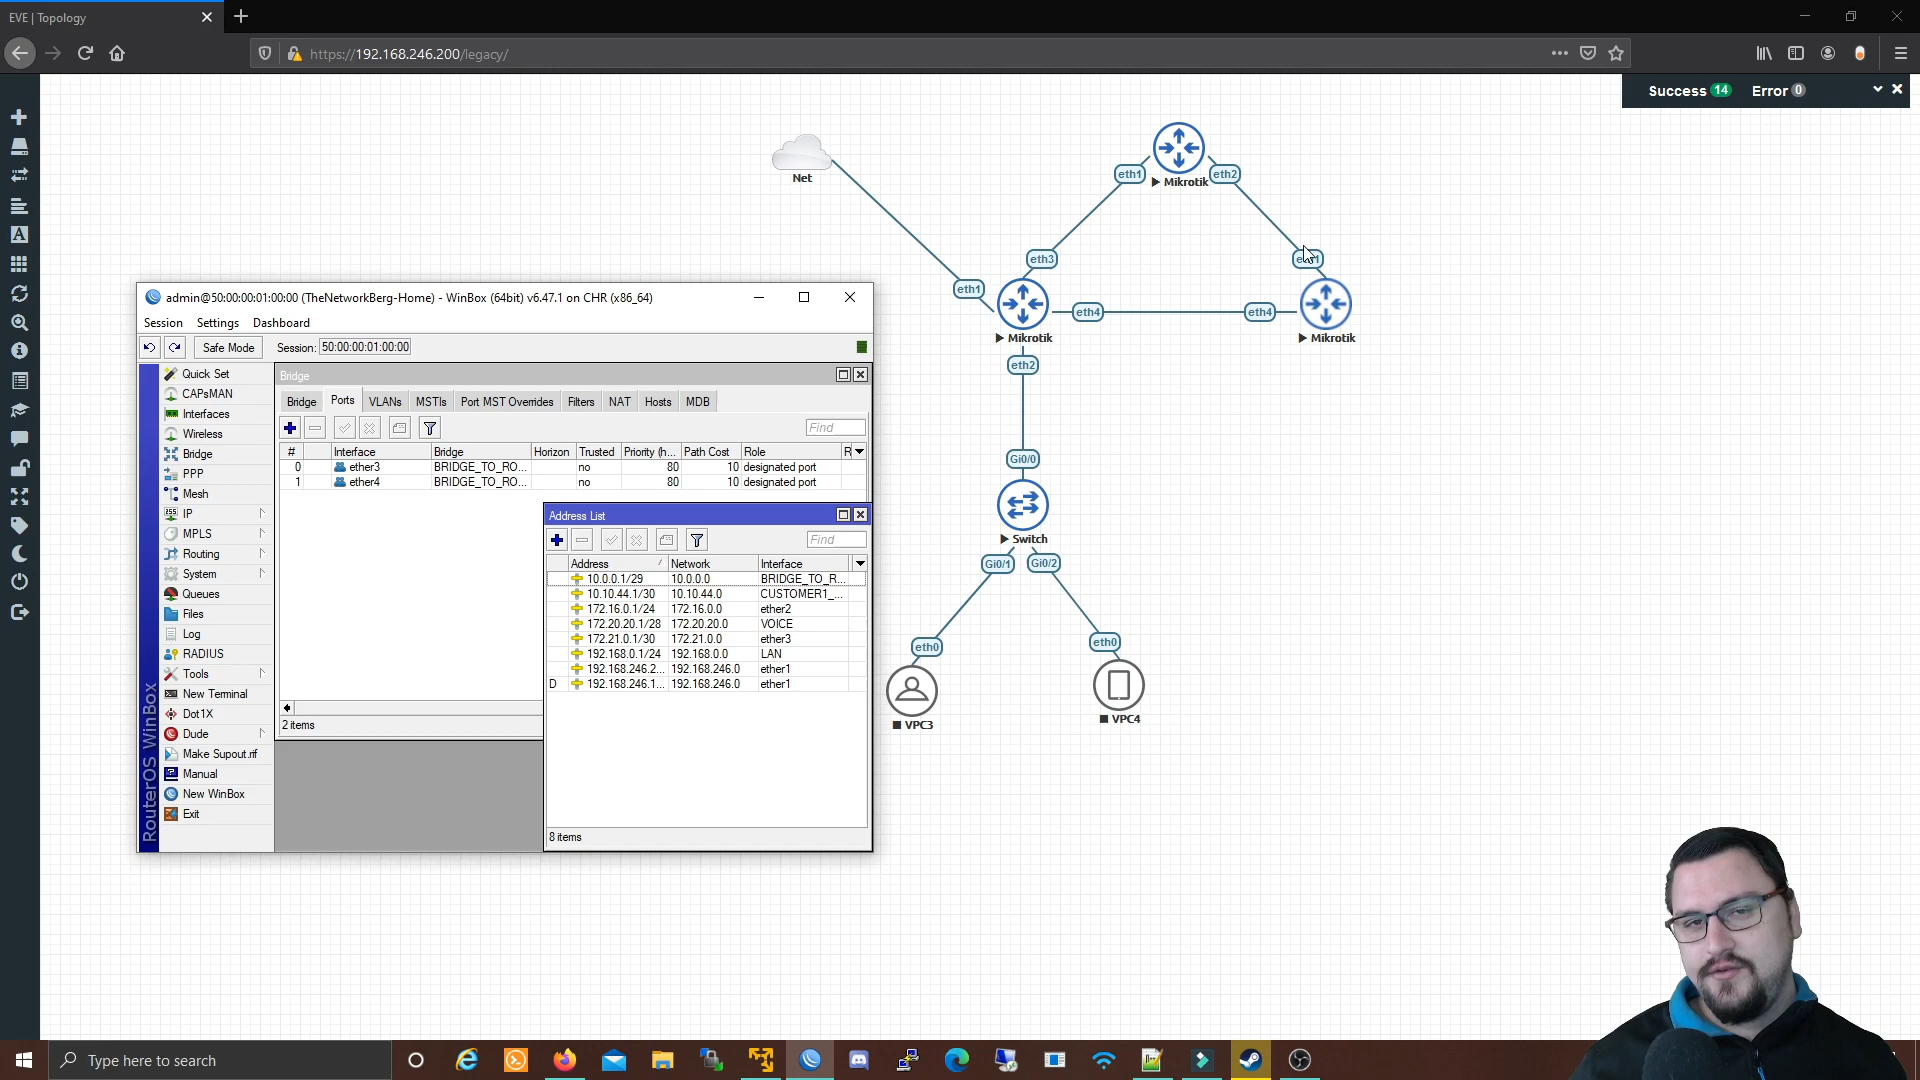 EVE | Topology
https://192.168.246.200/legacy/
Success 14 Error 0
Net
eth1
Mikrotik
eth2
eth3
eth1
Mikrotik
eth4
eth4
Mikrotik
eth2
Gi0/0
Switch
Gi0/1
Gi0/2
eth0
eth0
VPC3
VPC4
admin@50:00:00:01:00:00 (TheNetworkBerg-Home) - WinBox (64bit) v6.47.1 on CHR (x86_64)
Session Settings Dashboard
Safe Mode Session: 50:00:00:01:00:00
RouterOS WinBox
Quick Set
CAPsMAN
Interfaces
Wireless
Bridge
PPP
Mesh
IP
MPLS
Routing
System
Queues
Files
Log
RADIUS
Tools
New Terminal
Dot1X
Dude
Make Supout.rif
Manual
New WinBox
Exit
Bridge
Bridge Ports VLANs MSTIs Port MST Overrides Filters NAT Hosts MDB
Find
# Interface Bridge Horizon Trusted Priority (h... Path Cost Role R
0 ether3 BRIDGE_TO_RO... no 80 10 designated port
1 ether4 BRIDGE_TO_RO... no 80 10 designated port
2 items
Address List
Find
Address Network Interface
10.0.0.1/29 10.0.0.0 BRIDGE_TO_R...
10.10.44.1/30 10.10.44.0 CUSTOMER1_...
172.16.0.1/24 172.16.0.0 ether2
172.20.20.1/28 172.20.20.0 VOICE
172.21.0.1/30 172.21.0.0 ether3
192.168.0.1/24 192.168.0.0 LAN
192.168.246.2... 192.168.246.0 ether1
D 192.168.246.1... 192.168.246.0 ether1
8 items
Type here to search